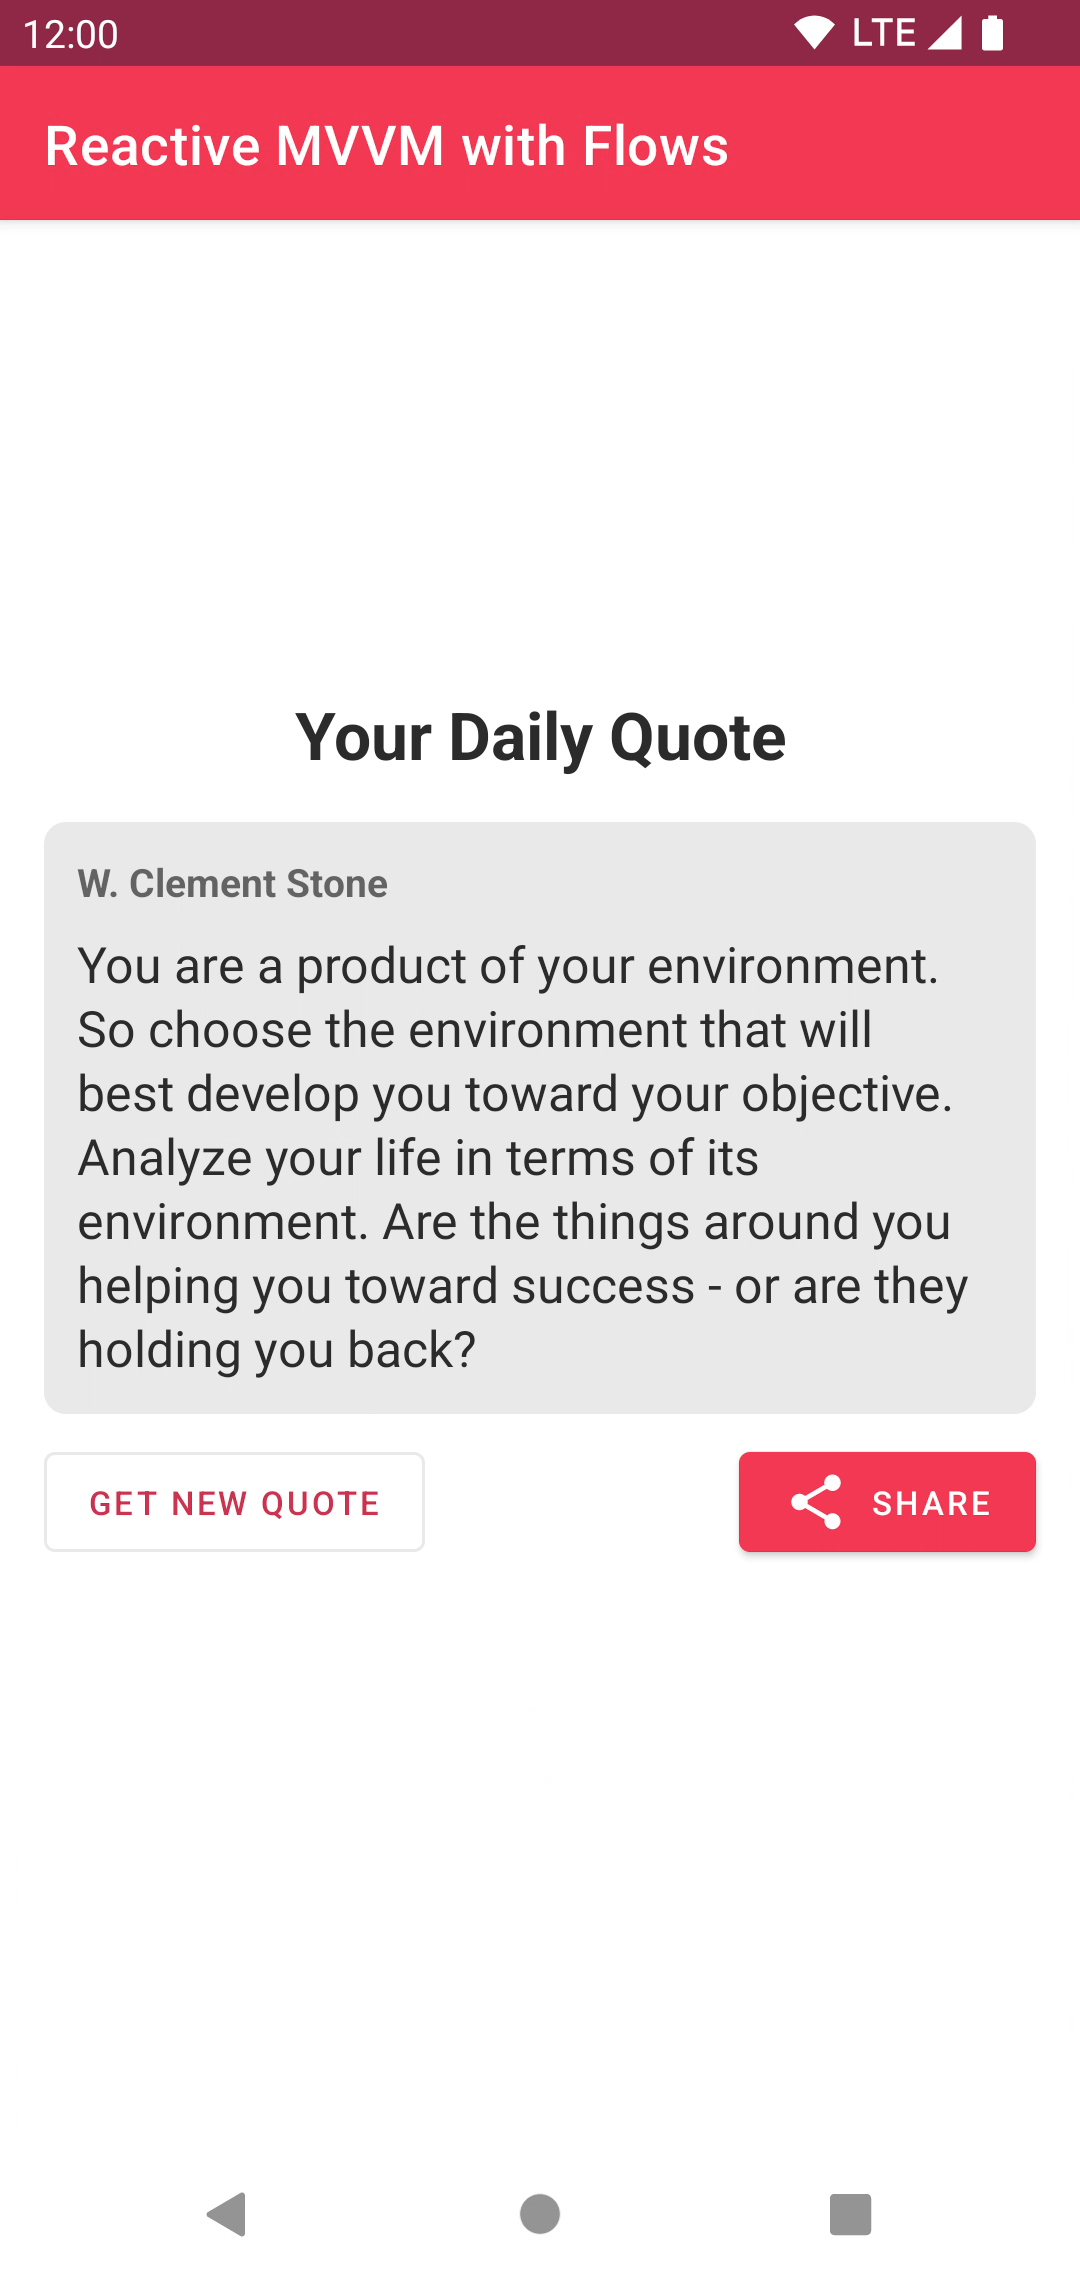 12:00 LTE
Reactive MVVM with Flows
Your Daily Quote
W. Clement Stone
You are a product of your environment.
So choose the environment that will
best develop you toward your objective.
Analyze your life in terms of its
environment. Are the things around you
helping you toward success - or are they
holding you back?
GET NEW QUOTE
SHARE